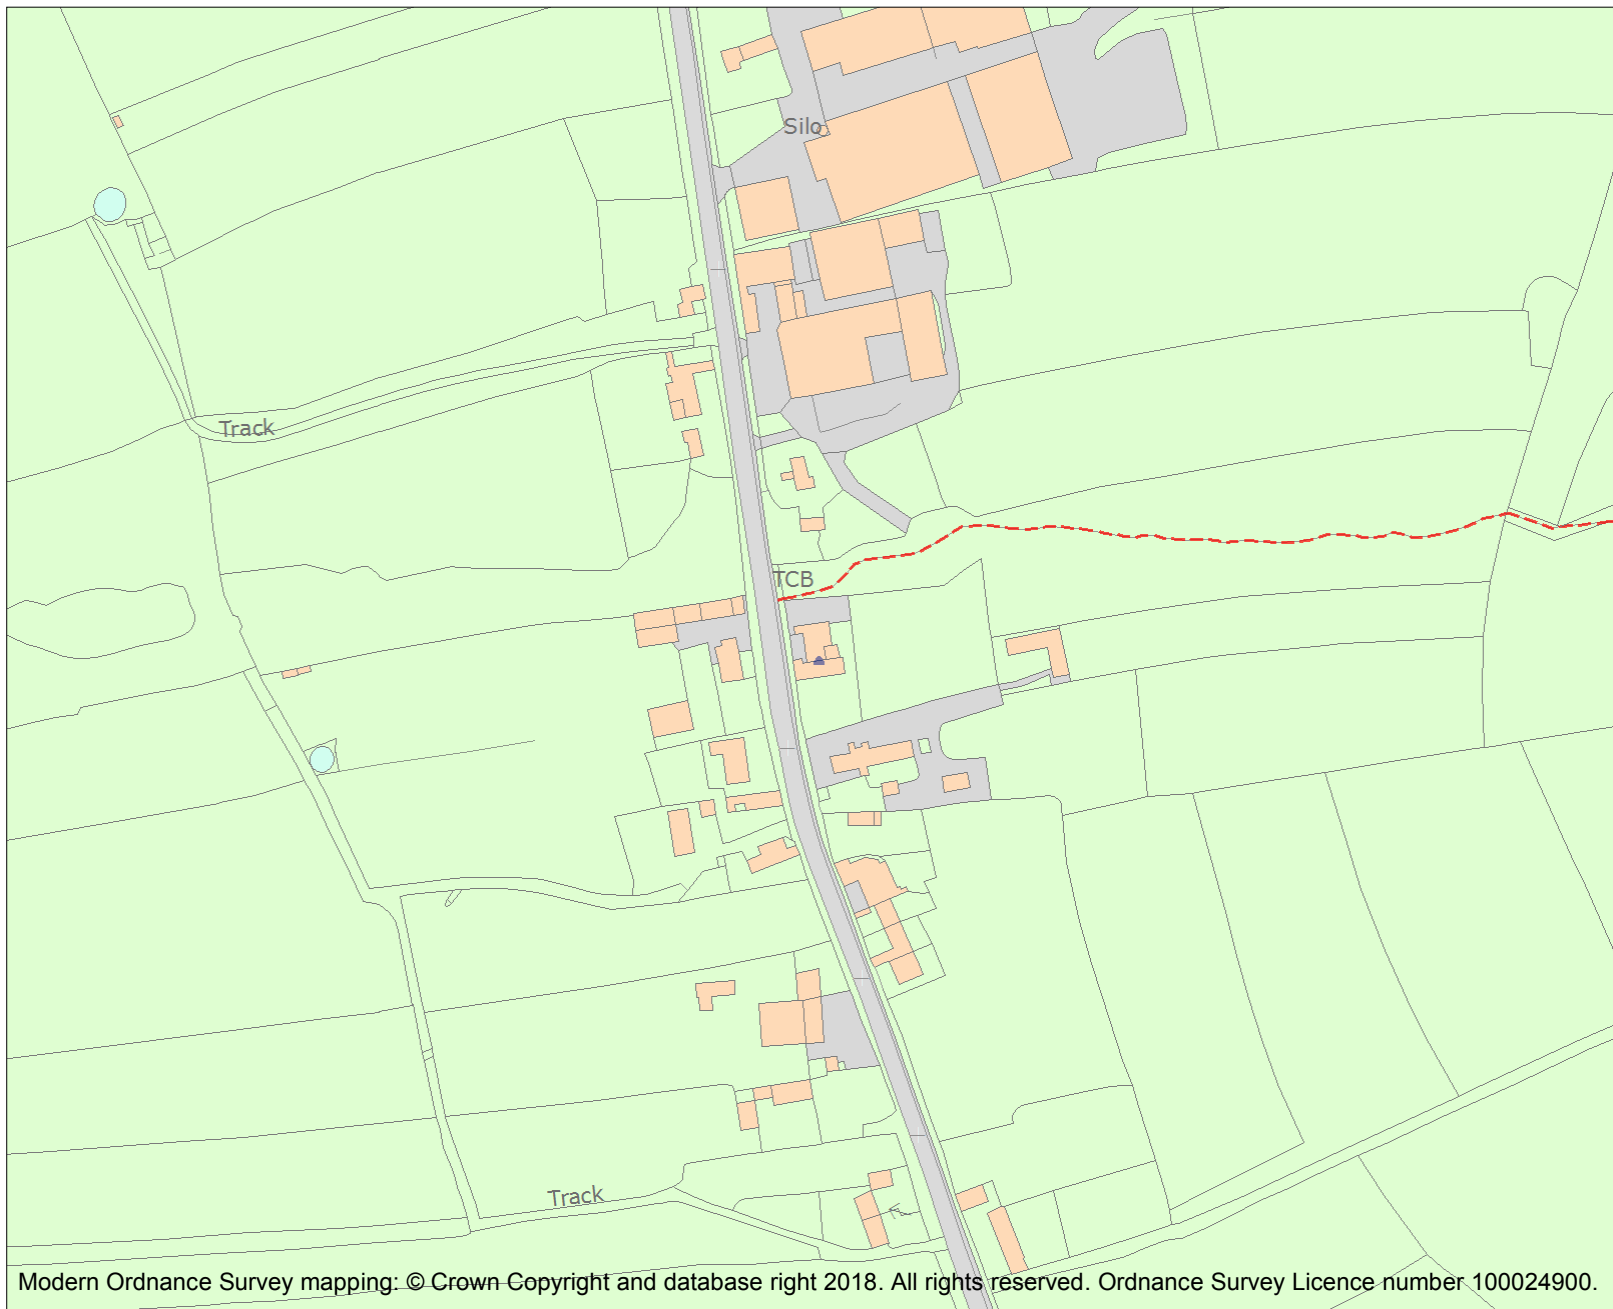 Silo
Track
TCB
Track
Modern Ordnance Survey mapping: © Crown Copyright and database right 2018. All rights reserved. Ordnance Survey Licence number 100024900.